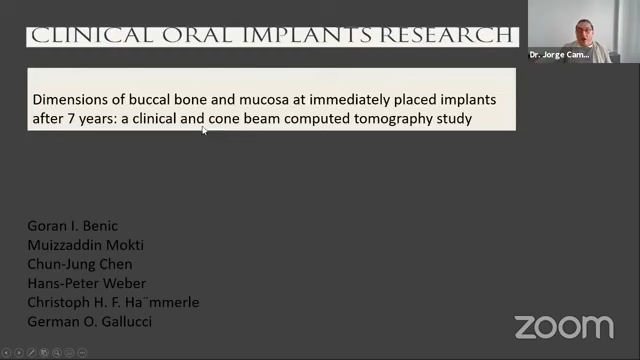 CLINICAL ORAL IMPLANTS RESEARCH
Dr. Jorge Cam...
Dimensions of buccal bone and mucosa at immediately placed implants
after 7 years: a clinical and cone beam computed tomography study
Goran I. Benic
Muizzaddin Mokti
Chun-Jung Chen
Hans-Peter Weber
Christoph H. F. Ha¨mmerle
German O. Gallucci
zoom